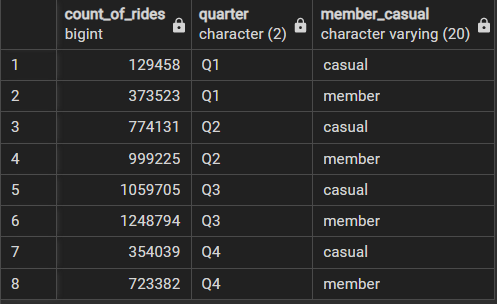 count_of_rides quarter member_casual
bigint character (2) character varying (20)
1 129458 Q1 casual
2 373523 Q1 member
3 774131 Q2 casual
4 999225 Q2 member
5 1059705 Q3 casual
6 1248794 Q3 member
7 354039 Q4 casual
8 723382 Q4 member